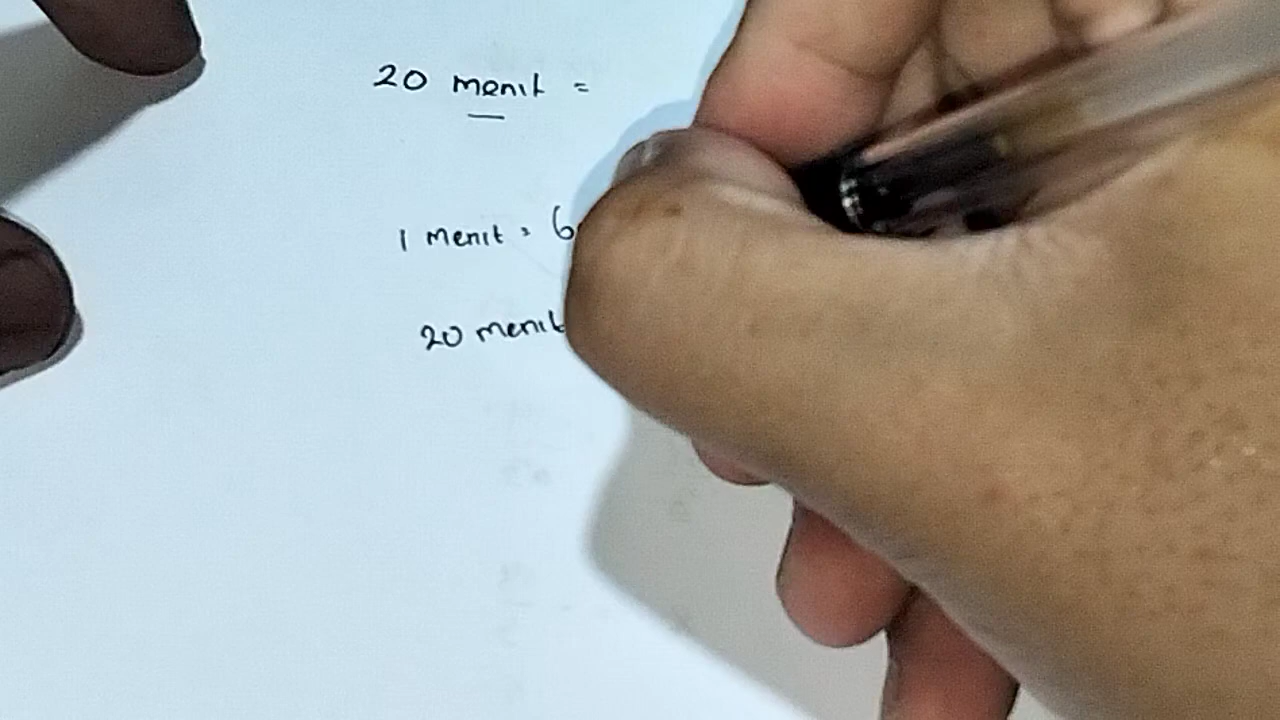 20 menit =
1 menit = 6
20 menit